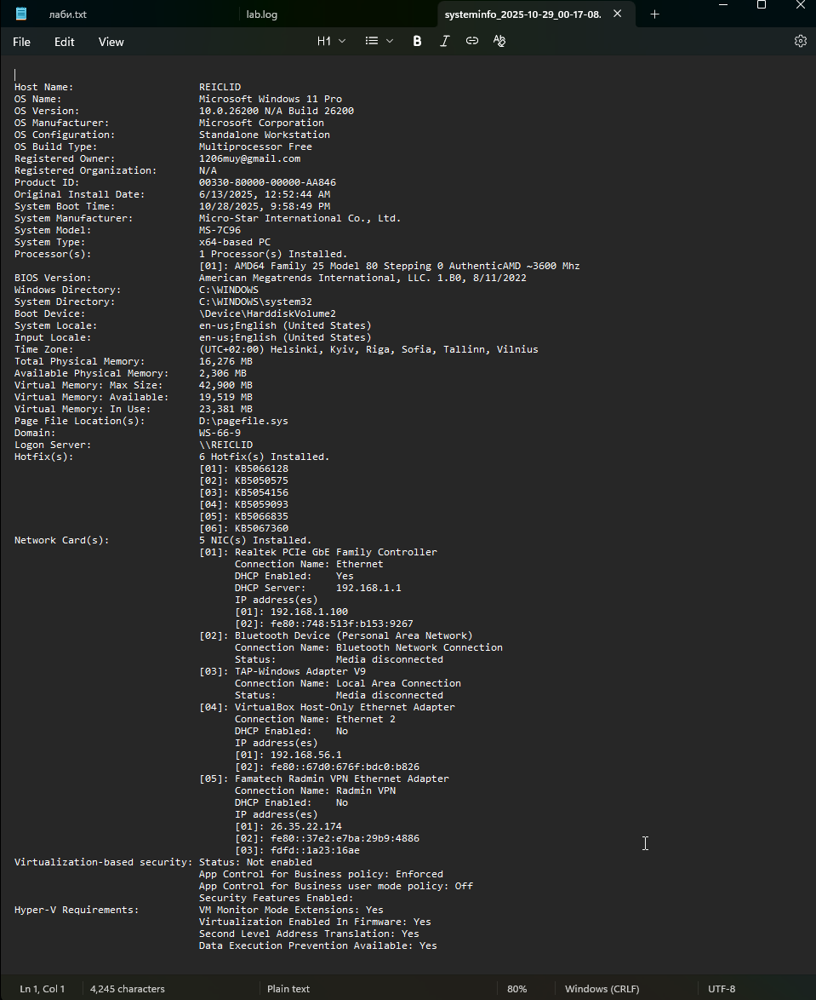 лаби.txt
lab.log
systeminfo_2025-10-29_00-17-08.
File
Edit
View
H1
B
I
Host Name: REICLID
OS Name: Microsoft Windows 11 Pro
OS Version: 10.0.26200 N/A Build 26200
OS Manufacturer: Microsoft Corporation
OS Configuration: Standalone Workstation
OS Build Type: Multiprocessor Free
Registered Owner: 1206muy@gmail.com
Registered Organization: N/A
Product ID: 00330-80000-00000-AA846
Original Install Date: 6/13/2025, 12:52:44 AM
System Boot Time: 10/28/2025, 9:58:49 PM
System Manufacturer: Micro-Star International Co., Ltd.
System Model: MS-7C96
System Type: x64-based PC
Processor(s): 1 Processor(s) Installed.
[01]: AMD64 Family 25 Model 80 Stepping 0 AuthenticAMD ~3600 Mhz
BIOS Version: American Megatrends International, LLC. 1.B0, 8/11/2022
Windows Directory: C:\WINDOWS
System Directory: C:\WINDOWS\system32
Boot Device: \Device\HarddiskVolume2
System Locale: en-us;English (United States)
Input Locale: en-us;English (United States)
Time Zone: (UTC+02:00) Helsinki, Kyiv, Riga, Sofia, Tallinn, Vilnius
Total Physical Memory: 16,276 MB
Available Physical Memory: 2,306 MB
Virtual Memory: Max Size: 42,900 MB
Virtual Memory: Available: 19,519 MB
Virtual Memory: In Use: 23,381 MB
Page File Location(s): D:\pagefile.sys
Domain: WS-66-9
Logon Server: \\REICLID
Hotfix(s): 6 Hotfix(s) Installed.
[01]: KB5066128
[02]: KB5050575
[03]: KB5054156
[04]: KB5059093
[05]: KB5066835
[06]: KB5067360
Network Card(s): 5 NIC(s) Installed.
[01]: Realtek PCIe GbE Family Controller
Connection Name: Ethernet
DHCP Enabled: Yes
DHCP Server: 192.168.1.1
IP address(es)
[01]: 192.168.1.100
[02]: fe80::748:513f:b153:9267
[02]: Bluetooth Device (Personal Area Network)
Connection Name: Bluetooth Network Connection
Status: Media disconnected
[03]: TAP-Windows Adapter V9
Connection Name: Local Area Connection
Status: Media disconnected
[04]: VirtualBox Host-Only Ethernet Adapter
Connection Name: Ethernet 2
DHCP Enabled: No
IP address(es)
[01]: 192.168.56.1
[02]: fe80::67d0:676f:bdc0:b826
[05]: Famatech Radmin VPN Ethernet Adapter
Connection Name: Radmin VPN
DHCP Enabled: No
IP address(es)
[01]: 26.35.22.174
[02]: fe80::37e2:e7ba:29b9:4886
[03]: fdfd::1a23:16ae
Virtualization-based security: Status: Not enabled
App Control for Business policy: Enforced
App Control for Business user mode policy: Off
Security Features Enabled:
Hyper-V Requirements: VM Monitor Mode Extensions: Yes
Virtualization Enabled In Firmware: Yes
Second Level Address Translation: Yes
Data Execution Prevention Available: Yes
Ln 1, Col 1
4,245 characters
Plain text
80%
Windows (CRLF)
UTF-8